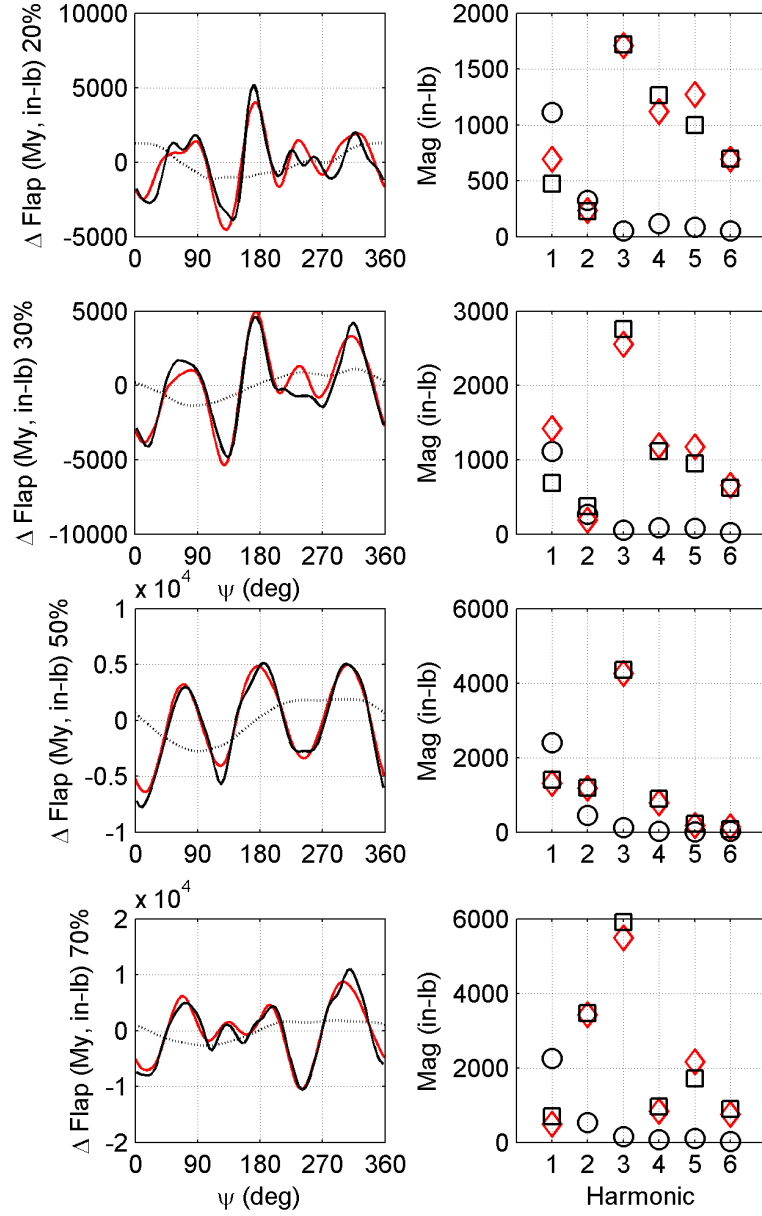 Δ Flap (My, in-lb) 20%
10000
5000
0
-5000
0 90 180 270 360
Mag (in-lb)
2000
1500
1000
500
0
1 2 3 4 5 6
Δ Flap (My, in-lb) 30%
5000
0
-5000
-10000
0 90 180 270 360
ψ (deg)
Mag (in-lb)
3000
2000
1000
0
1 2 3 4 5 6
Δ Flap (My, in-lb) 50%
x 10^4
1
0.5
0
-0.5
-1
0 90 180 270 360
Mag (in-lb)
6000
4000
2000
0
1 2 3 4 5 6
Δ Flap (My, in-lb) 70%
x 10^4
2
1
0
-1
-2
0 90 180 270 360
ψ (deg)
Mag (in-lb)
6000
4000
2000
0
1 2 3 4 5 6
Harmonic